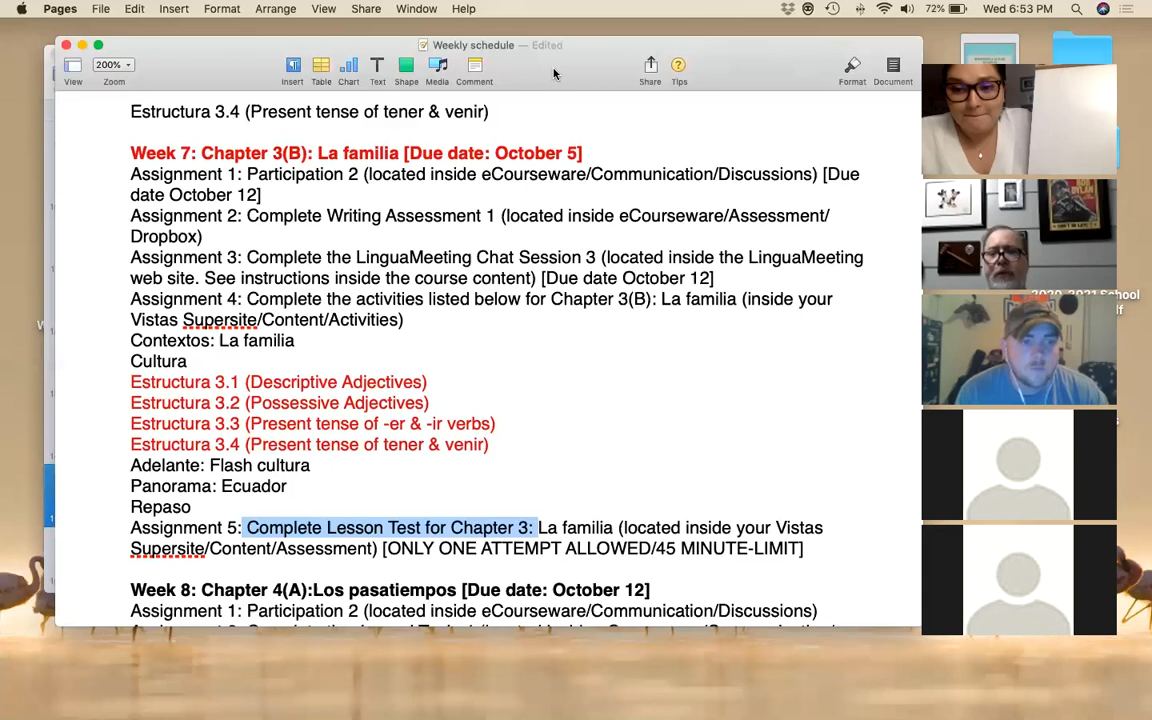 Pages File Edit Insert Format Arrange View Share Window Help 72% Wed 6:53 PM
Weekly schedule — Edited
200%
View Zoom Insert Table Chart Text Shape Media Comment Share Tips Format Document
Estructura 3.4 (Present tense of tener & venir)
Week 7: Chapter 3(B): La familia [Due date: October 5]
Assignment 1: Participation 2 (located inside eCourseware/Communication/Discussions) [Due
date October 12]
Assignment 2: Complete Writing Assessment 1 (located inside eCourseware/Assessment/
Dropbox)
Assignment 3: Complete the LinguaMeeting Chat Session 3 (located inside the LinguaMeeting
web site. See instructions inside the course content) [Due date October 12]
Assignment 4: Complete the activities listed below for Chapter 3(B): La familia (inside your
Vistas Supersite/Content/Activities)
Contextos: La familia
Cultura
Estructura 3.1 (Descriptive Adjectives)
Estructura 3.2 (Possessive Adjectives)
Estructura 3.3 (Present tense of -er & -ir verbs)
Estructura 3.4 (Present tense of tener & venir)
Adelante: Flash cultura
Panorama: Ecuador
Repaso
Assignment 5: Complete Lesson Test for Chapter 3: La familia (located inside your Vistas
Supersite/Content/Assessment) [ONLY ONE ATTEMPT ALLOWED/45 MINUTE-LIMIT]
Week 8: Chapter 4(A):Los pasatiempos [Due date: October 12]
Assignment 1: Participation 2 (located inside eCourseware/Communication/Discussions)
BOB DYLAN